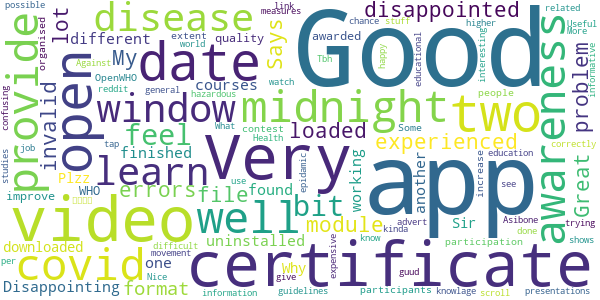 disease
Good
disappointed
lot
My
different
extent
quality
link
measures
chance
stuff
possible
related
higher
Useful
More
organised
world
awarded
Against
reddit
OpenWHO
courses
Says
happy
educational
interesting
informative
confusing
provide
open
date
awareness
problem
invalid
window
midnight
two
general
hazardous
watch
What
contest
Health
Tbh
people
Some
feel
loaded
experienced
correctly
job
tap
finished
Very
app
another
education
Great
studies
Plzz
learn
errors
file
found
use
epidamic
working
advert
kinda
increase
see
improve
WHO
video
well
bit
module
Sir
Asibone
trying
downloaded
uninstalled
participation
done
shows
covid
one
movement
difficult
certificate
Why
give
expensive
know
Disappointing
format
per
Nice
information
guidelines
participants
guud
knowlage
scroll
presentations